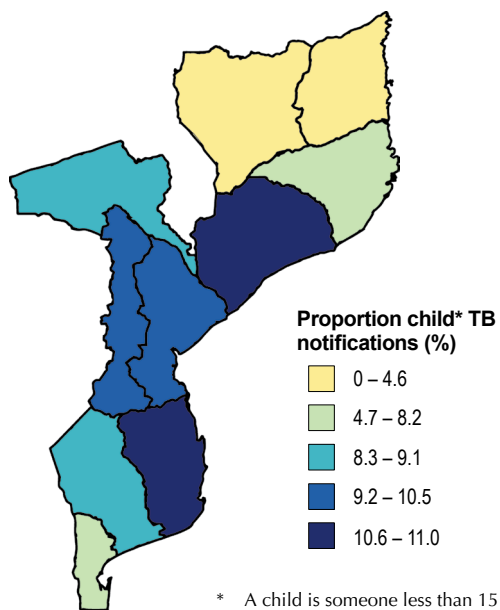 Proportion child* TB
notifications (%)
0 – 4.6
4.7 – 8.2
8.3 – 9.1
9.2 – 10.5
10.6 – 11.0
* A child is someone less than 15